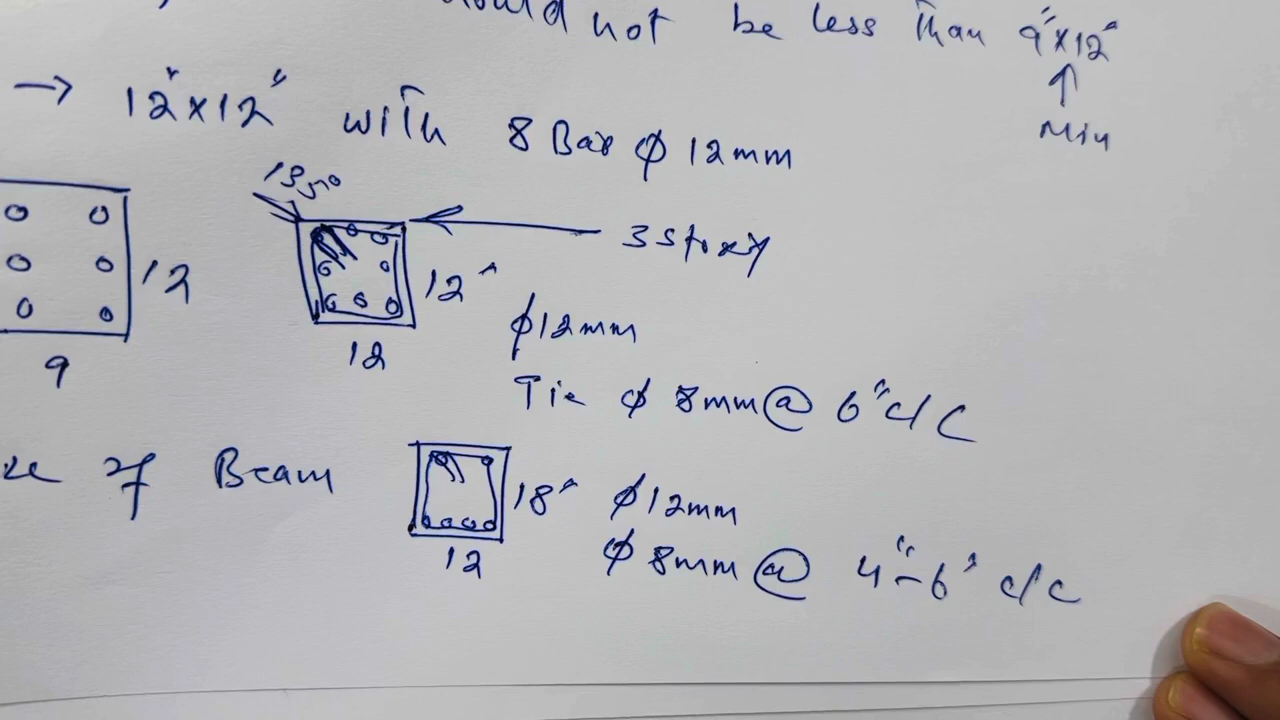 not be less Than 9"x12"
Min
→ 12"x12" with 8 Bar ϕ 12mm
135°
3 story
12
12"
9
12
ϕ12mm
Tie ϕ 8mm @ 6" c/c
of Beam
18"
12
ϕ12mm
ϕ 8mm @ 4"-6" c/c